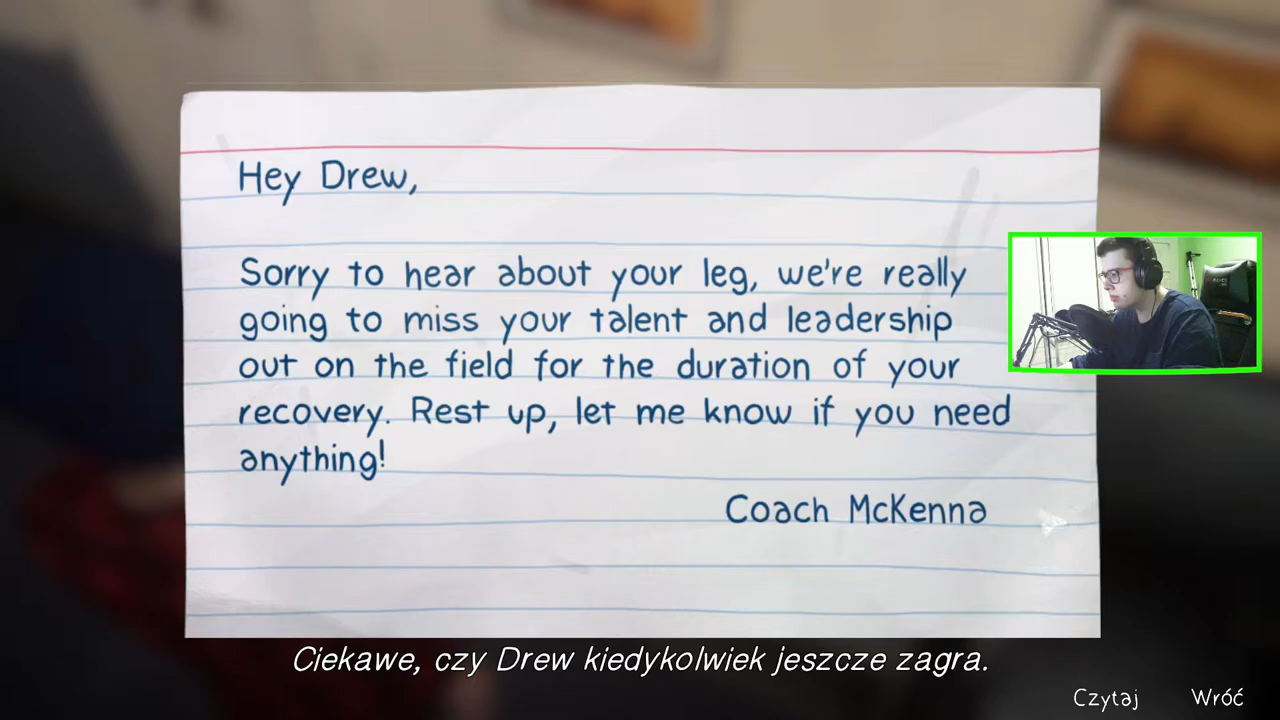 Hey Drew,
Sorry to hear about your leg, we're really
going to miss your talent and leadership
out on the field for the duration of your
recovery. Rest up, let me know if you need
anything!
Coach McKenna
Ciekawe, czy Drew kiedykolwiek jeszcze zagra.
Czytaj Wróć